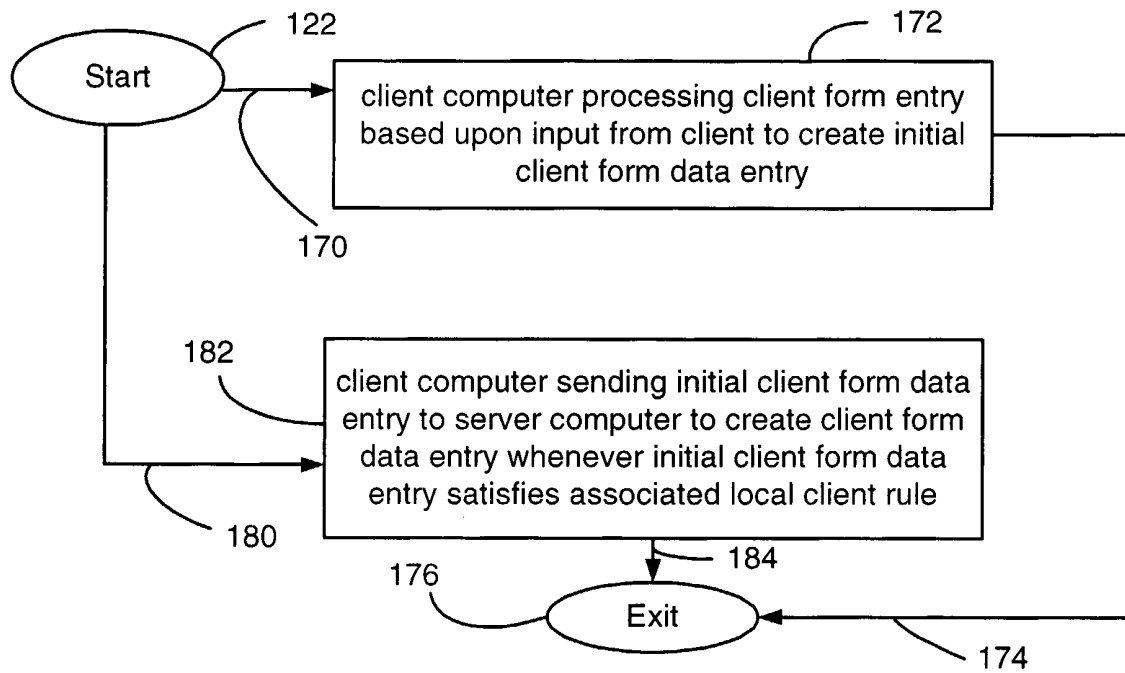 122
172
Start
client computer processing client form entry
based upon input from client to create initial
client form data entry
170
182
client computer sending initial client form data
entry to server computer to create client form
data entry whenever initial client form data
entry satisfies associated local client rule
180
184
176
Exit
174